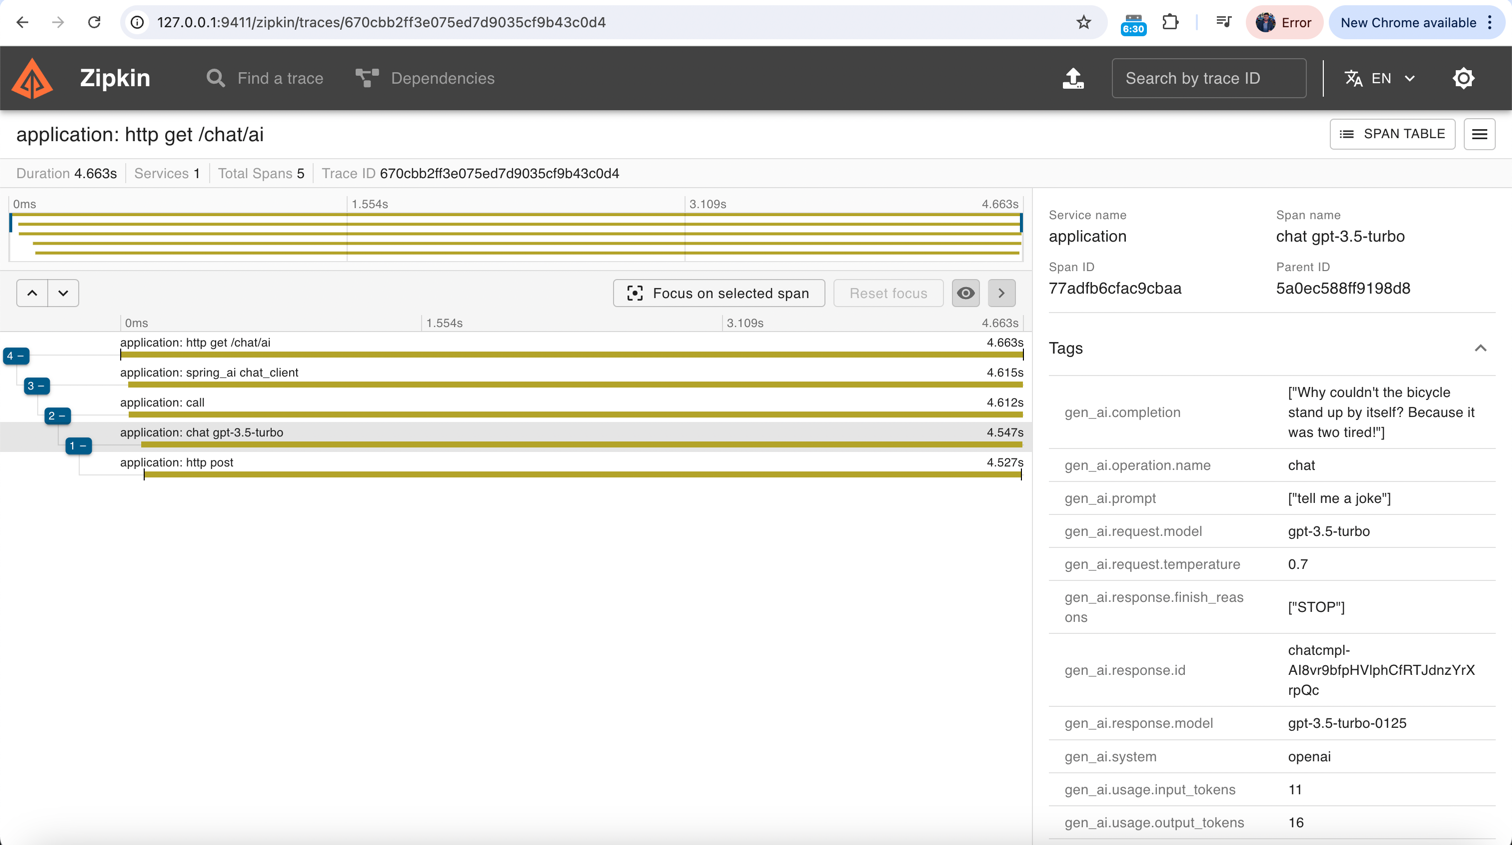 127.0.0.1:9411/zipkin/traces/670cbb2ff3e075ed7d9035cf9b43c0d4
6:30
Error
New Chrome available
Zipkin
Find a trace
Dependencies
Search by trace ID
EN
application: http get /chat/ai
SPAN TABLE
Duration 4.663s Services 1 Total Spans 5 Trace ID 670cbb2ff3e075ed7d9035cf9b43c0d4
0ms 1.554s 3.109s 4.663s
Focus on selected span
Reset focus
0ms 1.554s 3.109s 4.663s
application: http get /chat/ai 4.663s
4 –
application: spring_ai chat_client 4.615s
3 –
application: call 4.612s
2 –
application: chat gpt-3.5-turbo 4.547s
1 –
application: http post 4.527s
Service name
application
Span name
chat gpt-3.5-turbo
Span ID
77adfb6cfac9cbaa
Parent ID
5a0ec588ff9198d8
Tags
gen_ai.completion
["Why couldn't the bicycle
stand up by itself? Because it
was two tired!"]
gen_ai.operation.name
chat
gen_ai.prompt
["tell me a joke"]
gen_ai.request.model
gpt-3.5-turbo
gen_ai.request.temperature
0.7
gen_ai.response.finish_reas
ons
["STOP"]
gen_ai.response.id
chatcmpl-
AI8vr9bfpHVlphCfRTJdnzYrX
rpQc
gen_ai.response.model
gpt-3.5-turbo-0125
gen_ai.system
openai
gen_ai.usage.input_tokens
11
gen_ai.usage.output_tokens
16